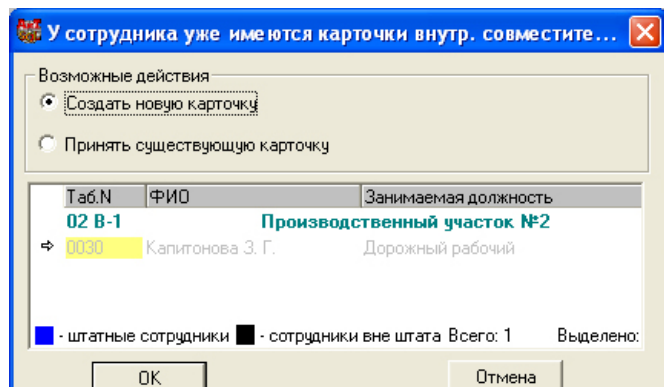 У сотрудника уже имеются карточки внутр. совместите...
Возможные действия
Создать новую карточку
Принять существующую карточку
Таб.N ФИО Занимаемая должность
02 В-1 Производственный участок №2
0030 Капитонова З. Г. Дорожный рабочий
- штатные сотрудники - сотрудники вне штата Всего: 1 Выделено:
OK Отмена